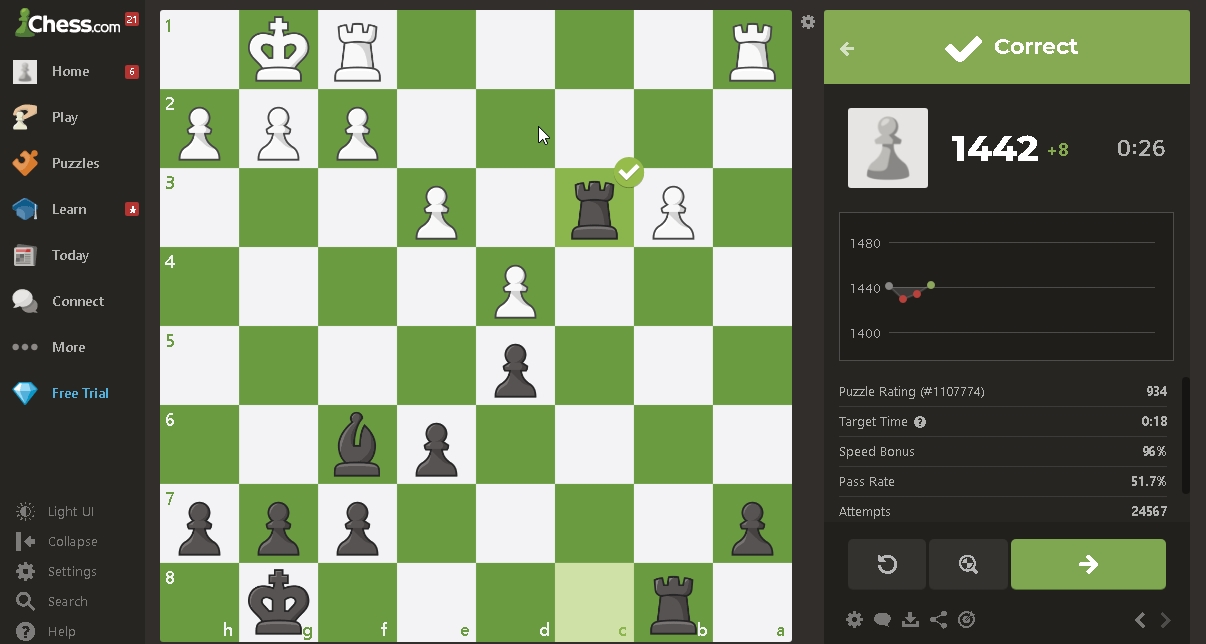 Chess.com 21
Home 6
Play
Puzzles
Learn
Today
Connect
More
Free Trial
Light UI
Collapse
Settings
Search
Help
1
2
3
4
5
6
7
8
h g f e d c b a
Correct
1442 +8 0:26
1480
1440
1400
Puzzle Rating (#1107774) 934
Target Time ? 0:18
Speed Bonus 96%
Pass Rate 51.7%
Attempts 24567